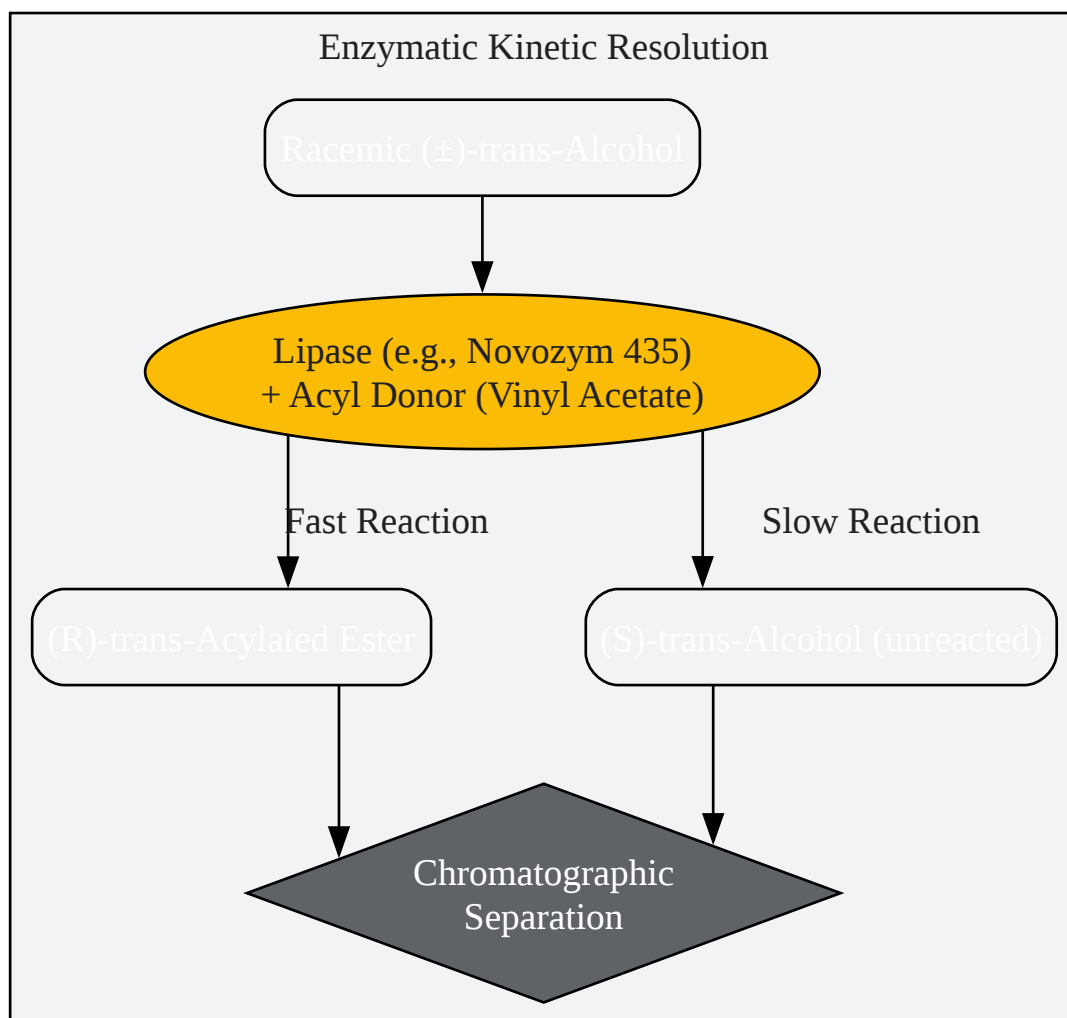 Enzymatic Kinetic Resolution
Racemic (±)-trans-Alcohol
Lipase (e.g., Novozym 435)
+ Acyl Donor (Vinyl Acetate)
Fast Reaction
Slow Reaction
(R)-trans-Acylated Ester
(S)-trans-Alcohol (unreacted)
Chromatographic
Separation